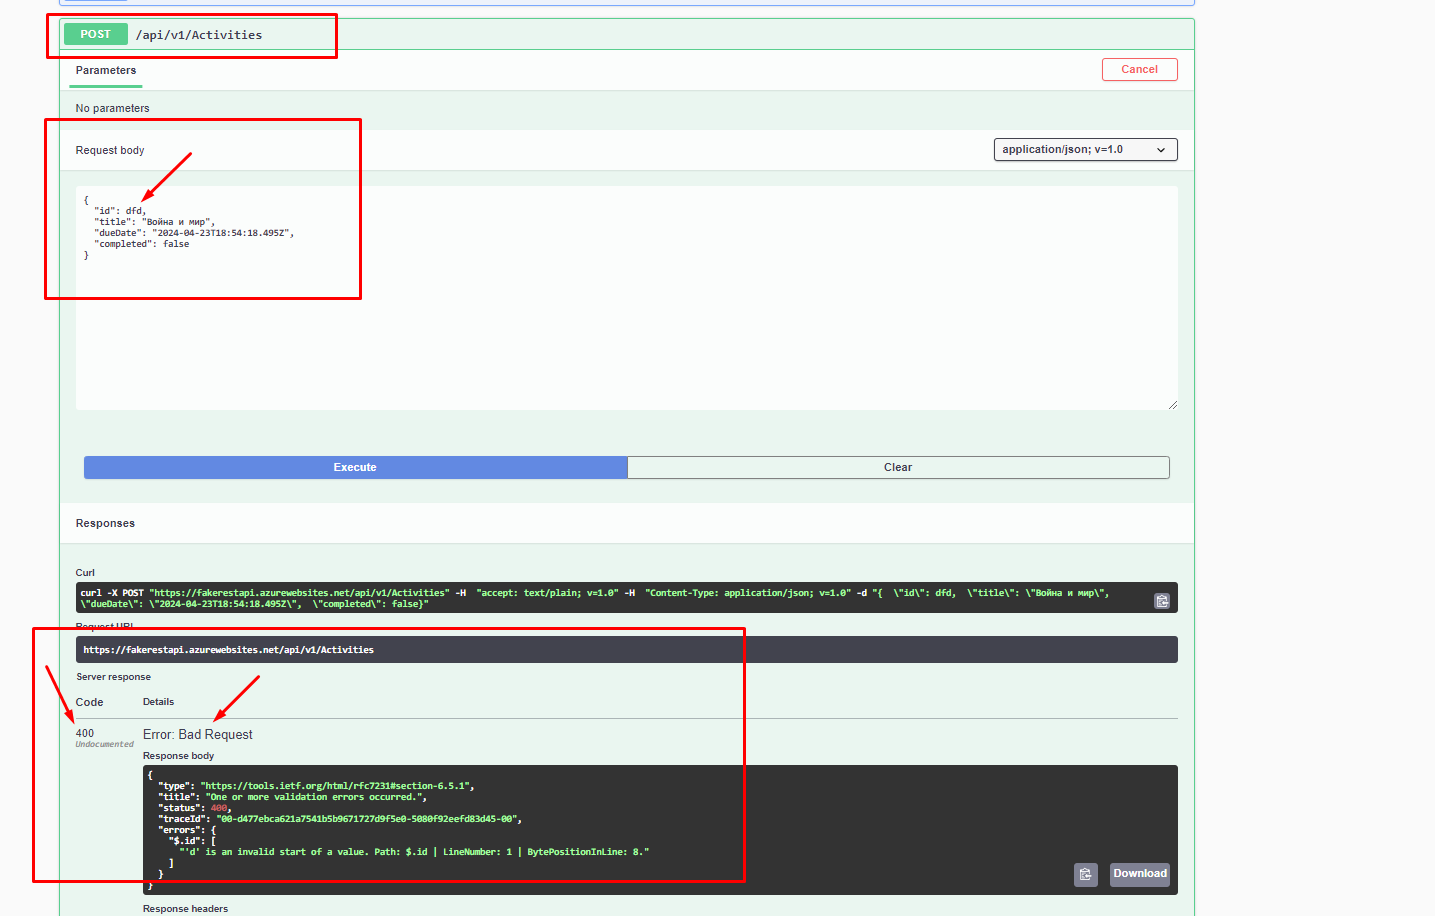 POST /api/v1/Activities
Parameters
Cancel
No parameters
Request body
application/json; v=1.0
{
  "id": dfd,
  "title": "Война и мир",
  "dueDate": "2024-04-23T18:54:18.495Z",
  "completed": false
}
Execute
Clear
Responses
Curl
curl -X POST "https://fakerestapi.azurewebsites.net/api/v1/Activities" -H  "accept: text/plain; v=1.0" -H  "Content-Type: application/json; v=1.0" -d "{  \"id\": dfd,  \"title\": \"Война и мир\",
\"dueDate\": \"2024-04-23T18:54:18.495Z\",  \"completed\": false}"
Request URL
https://fakerestapi.azurewebsites.net/api/v1/Activities
Server response
Code Details
400 Error: Bad Request
Undocumented
Response body
{
  "type": "https://tools.ietf.org/html/rfc7231#section-6.5.1",
  "title": "One or more validation errors occurred.",
  "status": 400,
  "traceId": "00-d477ebca621a7541b5b9671727d9f5e0-5080f92eefd83d45-00",
  "errors": {
    "$.id": [
      "'d' is an invalid start of a value. Path: $.id | LineNumber: 1 | BytePositionInLine: 8."
    ]
  }
}
Download
Response headers